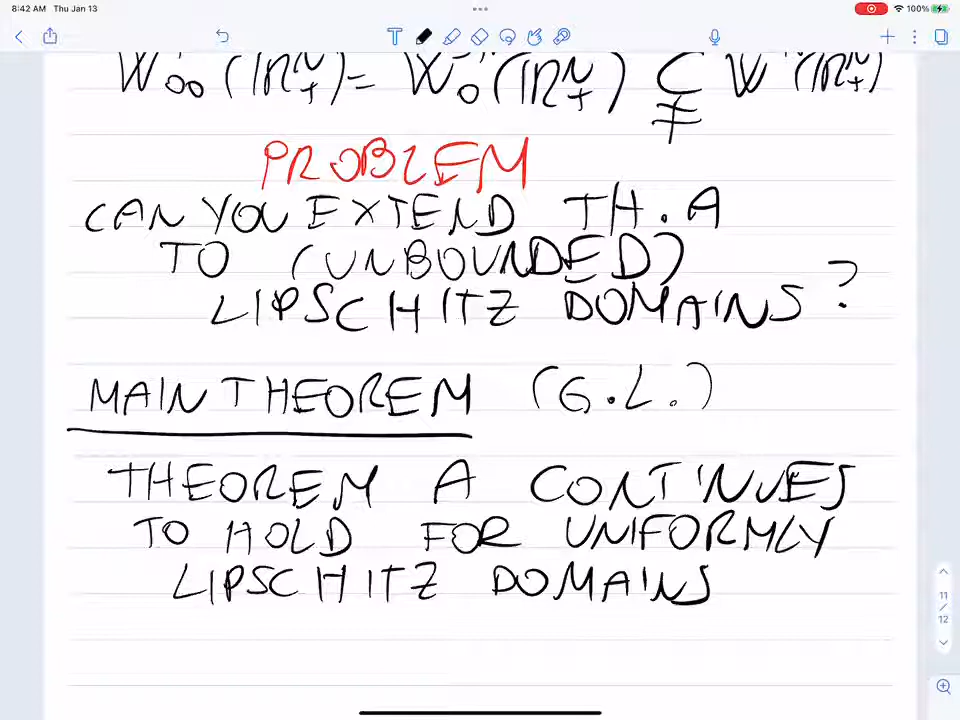 8:42 AM Thu Jan 13
100%
W₀₀ (ℝᴺ₊) = W₀ (ℝᴺ₊) ⊊ W (ℝᴺ₊)
PROBLEM
CAN YOU EXTEND TH. A
TO (UNBOUNDED)
LIPSCHITZ DOMAINS?
MAIN THEOREM (G.L.)
THEOREM A CONTINUES
TO HOLD FOR UNIFORMLY
LIPSCHITZ DOMAINS
11
/
12